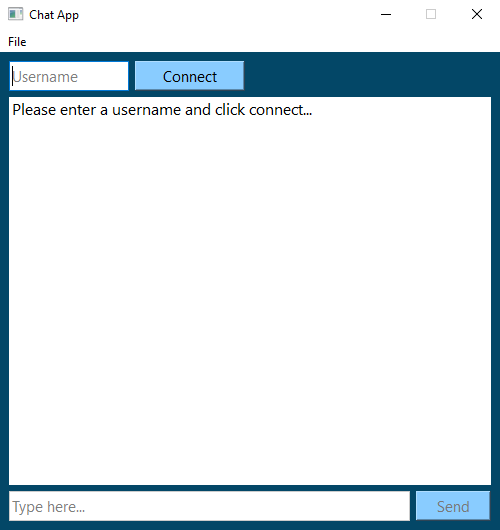 Chat App
File
Username
Connect
Please enter a username and click connect...
Type here...
Send